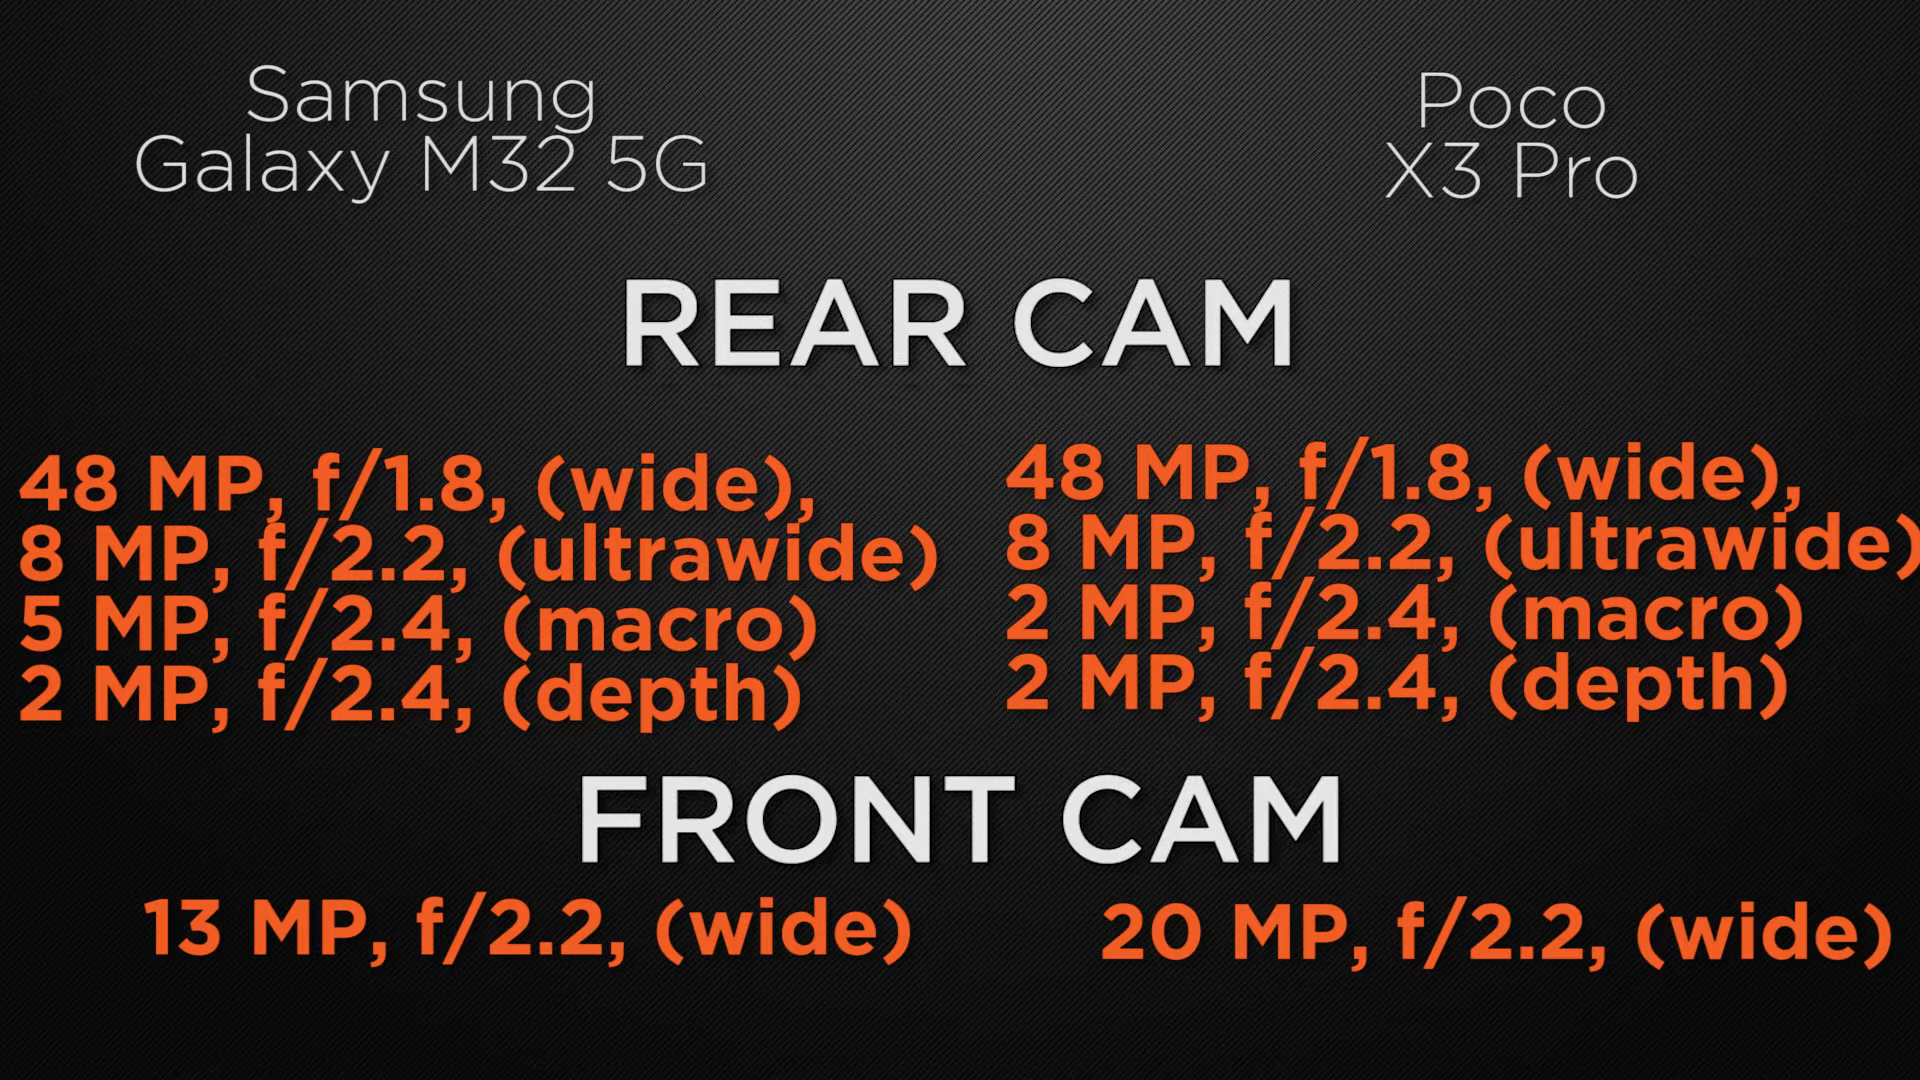 Samsung
Galaxy M32 5G
Poco
X3 Pro
REAR CAM
48 MP, f/1.8, (wide),
8 MP, f/2.2, (ultrawide)
5 MP, f/2.4, (macro)
2 MP, f/2.4, (depth)
48 MP, f/1.8, (wide),
8 MP, f/2.2, (ultrawide)
2 MP, f/2.4, (macro)
2 MP, f/2.4, (depth)
FRONT CAM
13 MP, f/2.2, (wide)
20 MP, f/2.2, (wide)